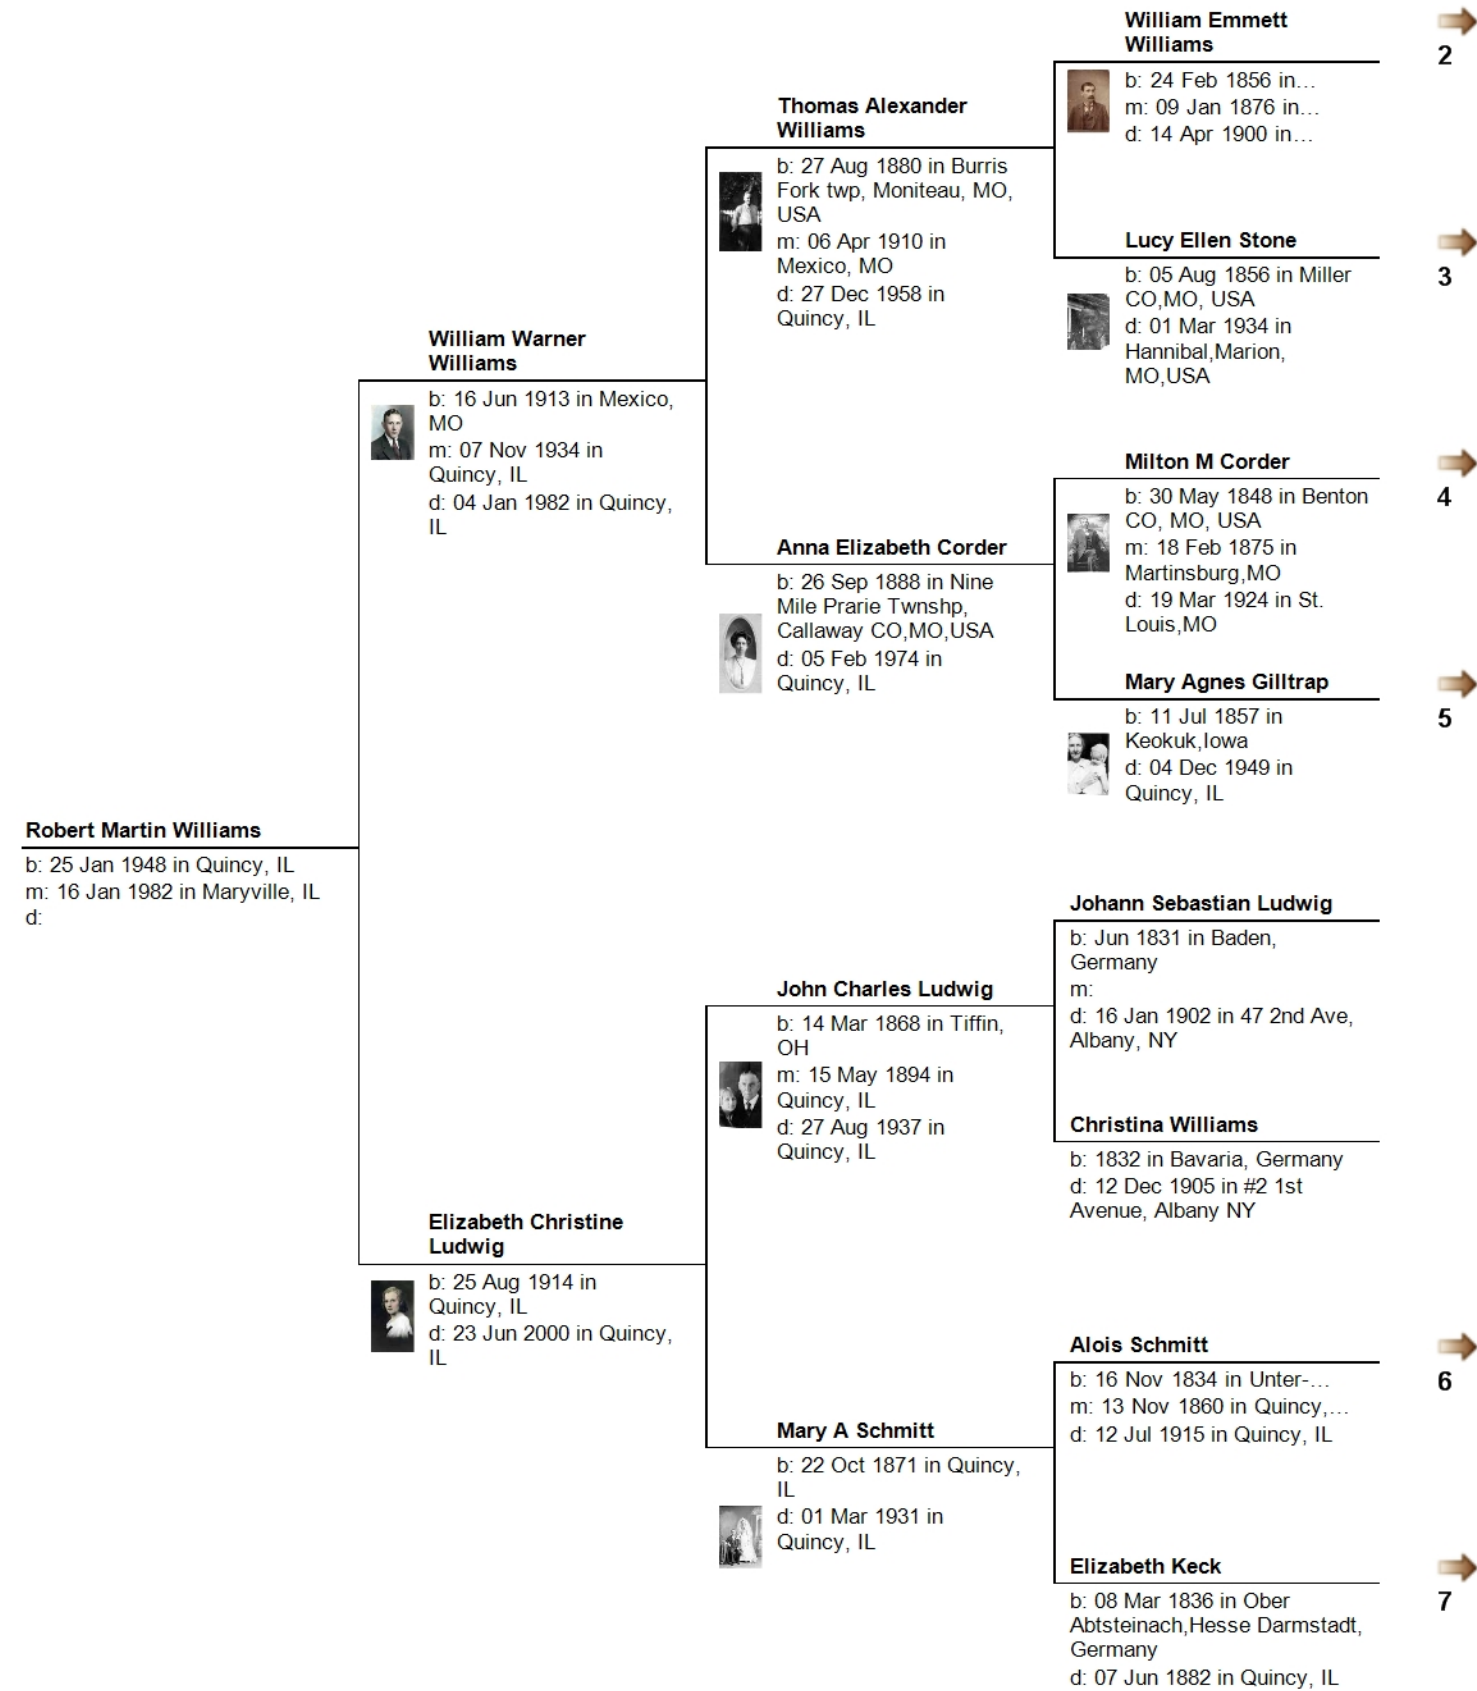 William Emmett
Williams
2
b: 24 Feb 1856 in...
m: 09 Jan 1876 in...
d: 14 Apr 1900 in...
Thomas Alexander
Williams
b: 27 Aug 1880 in Burris
Fork twp, Moniteau, MO,
USA
m: 06 Apr 1910 in
Mexico, MO
d: 27 Dec 1958 in
Quincy, IL
Lucy Ellen Stone
3
b: 05 Aug 1856 in Miller
CO,MO, USA
d: 01 Mar 1934 in
Hannibal,Marion,
MO,USA
William Warner
Williams
b: 16 Jun 1913 in Mexico,
MO
m: 07 Nov 1934 in
Quincy, IL
d: 04 Jan 1982 in Quincy,
IL
Milton M Corder
4
b: 30 May 1848 in Benton
CO, MO, USA
m: 18 Feb 1875 in
Martinsburg,MO
d: 19 Mar 1924 in St.
Louis,MO
Anna Elizabeth Corder
b: 26 Sep 1888 in Nine
Mile Prarie Twnshp,
Callaway CO,MO,USA
d: 05 Feb 1974 in
Quincy, IL
Mary Agnes Gilltrap
5
b: 11 Jul 1857 in
Keokuk,Iowa
d: 04 Dec 1949 in
Quincy, IL
Robert Martin Williams
b: 25 Jan 1948 in Quincy, IL
m: 16 Jan 1982 in Maryville, IL
d:
Johann Sebastian Ludwig
b: Jun 1831 in Baden,
Germany
m:
d: 16 Jan 1902 in 47 2nd Ave,
Albany, NY
John Charles Ludwig
b: 14 Mar 1868 in Tiffin,
OH
m: 15 May 1894 in
Quincy, IL
d: 27 Aug 1937 in
Quincy, IL
Christina Williams
b: 1832 in Bavaria, Germany
d: 12 Dec 1905 in #2 1st
Avenue, Albany NY
Elizabeth Christine
Ludwig
b: 25 Aug 1914 in
Quincy, IL
d: 23 Jun 2000 in Quincy,
IL
Alois Schmitt
6
b: 16 Nov 1834 in Unter-...
m: 13 Nov 1860 in Quincy,...
d: 12 Jul 1915 in Quincy, IL
Mary A Schmitt
b: 22 Oct 1871 in Quincy,
IL
d: 01 Mar 1931 in
Quincy, IL
Elizabeth Keck
7
b: 08 Mar 1836 in Ober
Abtsteinach,Hesse Darmstadt,
Germany
d: 07 Jun 1882 in Quincy, IL